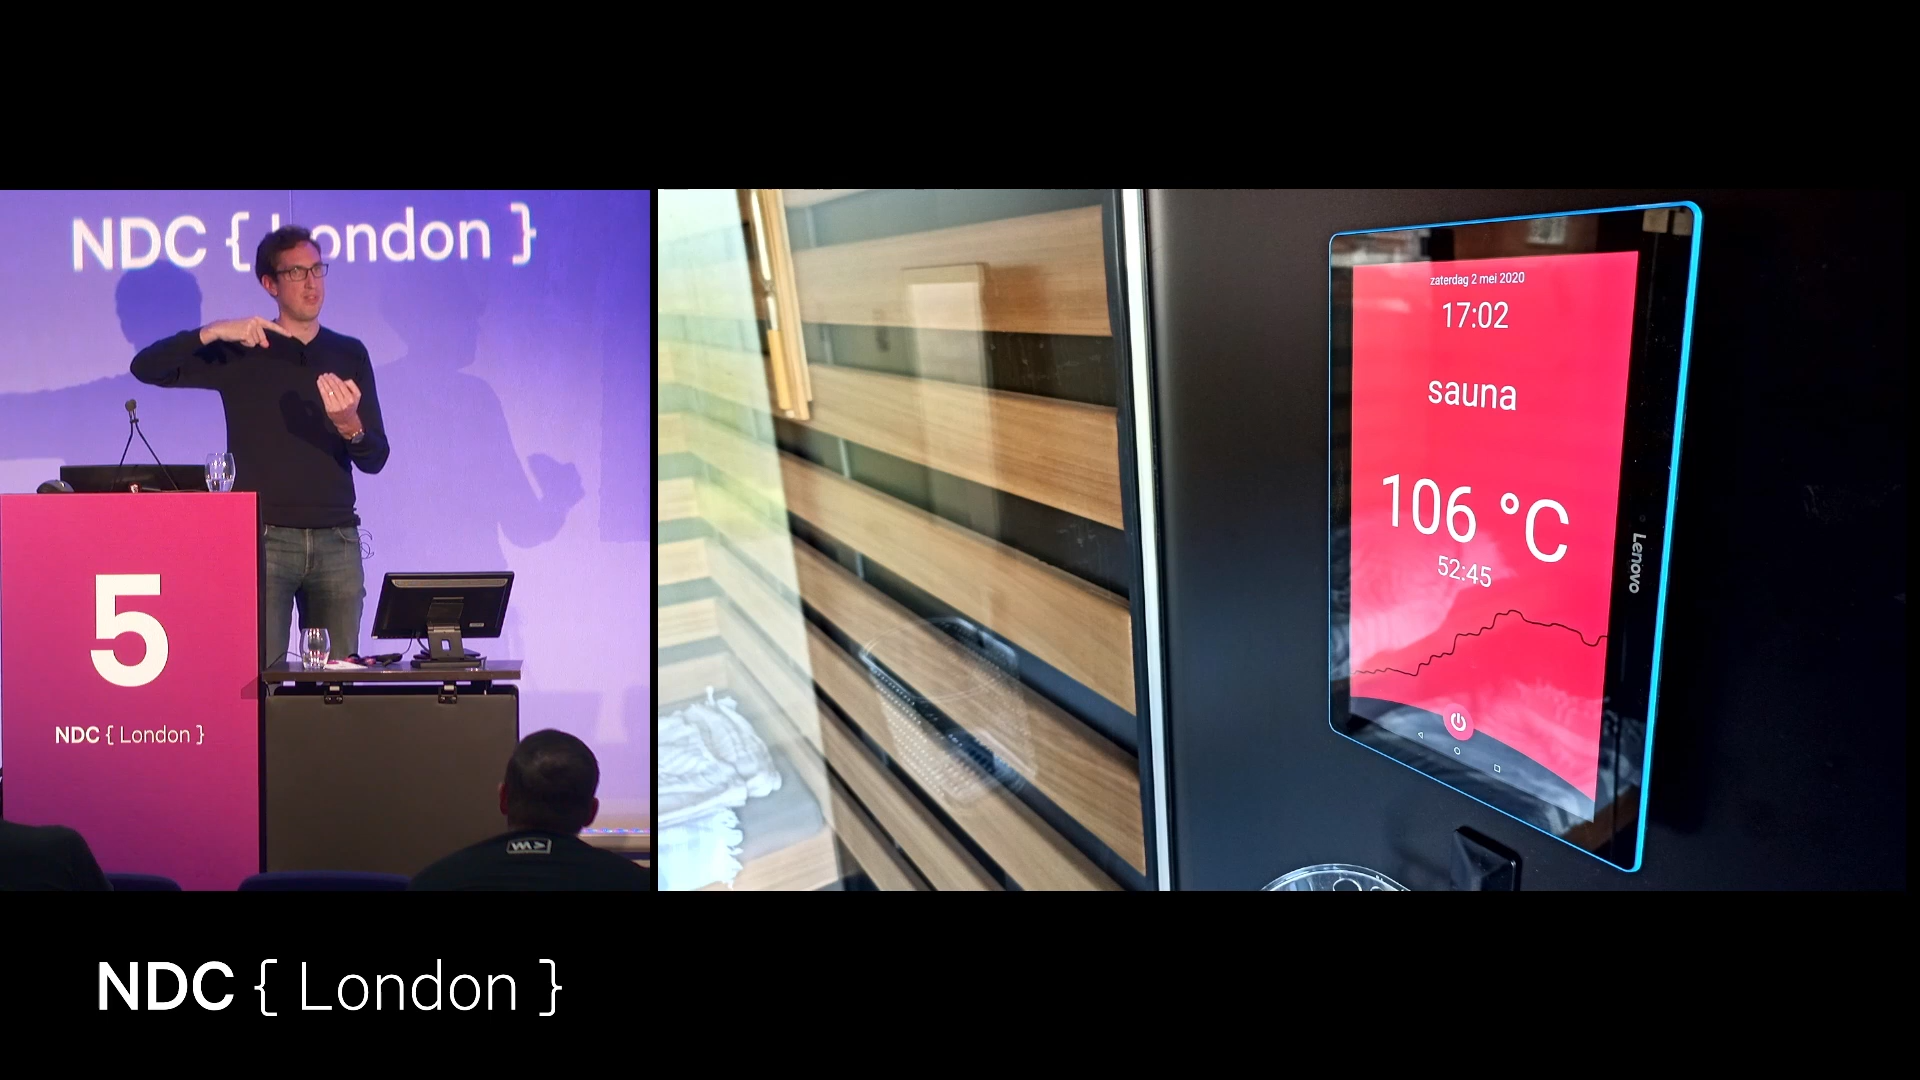 NDC { London }
5
NDC { London }
zaterdag 2 mei 2020
17:02
sauna
106 °C
52:45
Lenovo
NDC { London }